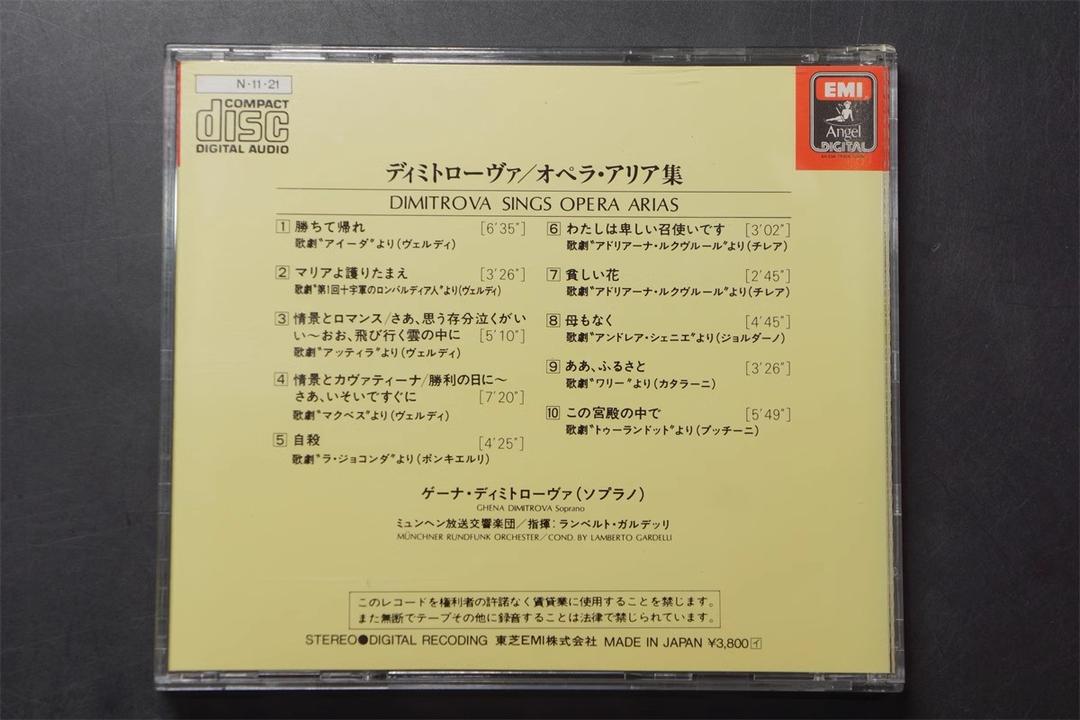 N・11・21
COMPACT
disc
DIGITAL AUDIO
EMI
Angel
DIGITAL
ディミトローヴァ/オペラ・アリア集
DIMITROVA SINGS OPERA ARIAS
1 勝ちて帰れ [6'35"]
歌劇"アイーダ"より(ヴェルディ)
2 マリアよ護りたまえ [3'26"]
歌劇"第1回十字軍のロンバルディア人"より(ヴェルディ)
3 情景とロマンス/さあ、思う存分泣くがい
い〜おお、飛び行く雲の中に [5'10"]
歌劇"アッティラ"より(ヴェルディ)
4 情景とカヴァティーナ/勝利の日に〜
さあ、いそいですぐに [7'20"]
歌劇"マクベス"より(ヴェルディ)
5 自殺 [4'25"]
歌劇"ラ・ジョコンダ"より(ポンキエルリ)
6 わたしは卑しい召使いです [3'02"]
歌劇"アドリアーナ・ルクヴルール"より(チレア)
7 貧しい花 [2'45"]
歌劇"アドリアーナ・ルクヴルール"より(チレア)
8 母もなく [4'45"]
歌劇"アンドレア・シェニエ"より(ジョルダーノ)
9 ああ、ふるさと [3'26"]
歌劇"ワリー"より(カタラーニ)
10 この宮殿の中で [5'49"]
歌劇"トゥーランドット"より(プッチーニ)
ゲーナ・ディミトローヴァ(ソプラノ)
GHENA DIMITROVA Soprano
ミュンヘン放送交響楽団/指揮:ランベルト・ガルデッリ
MÜNCHNER RUNDFUNK ORCHESTER/COND. BY LAMBERTO GARDELLI
このレコードを権利者の許諾なく賃貸業に使用することを禁じます。
また無断でテープその他に録音することは法律で禁じられています。
STEREO●DIGITAL RECODING 東芝EMI株式会社 MADE IN JAPAN ¥3,800イ